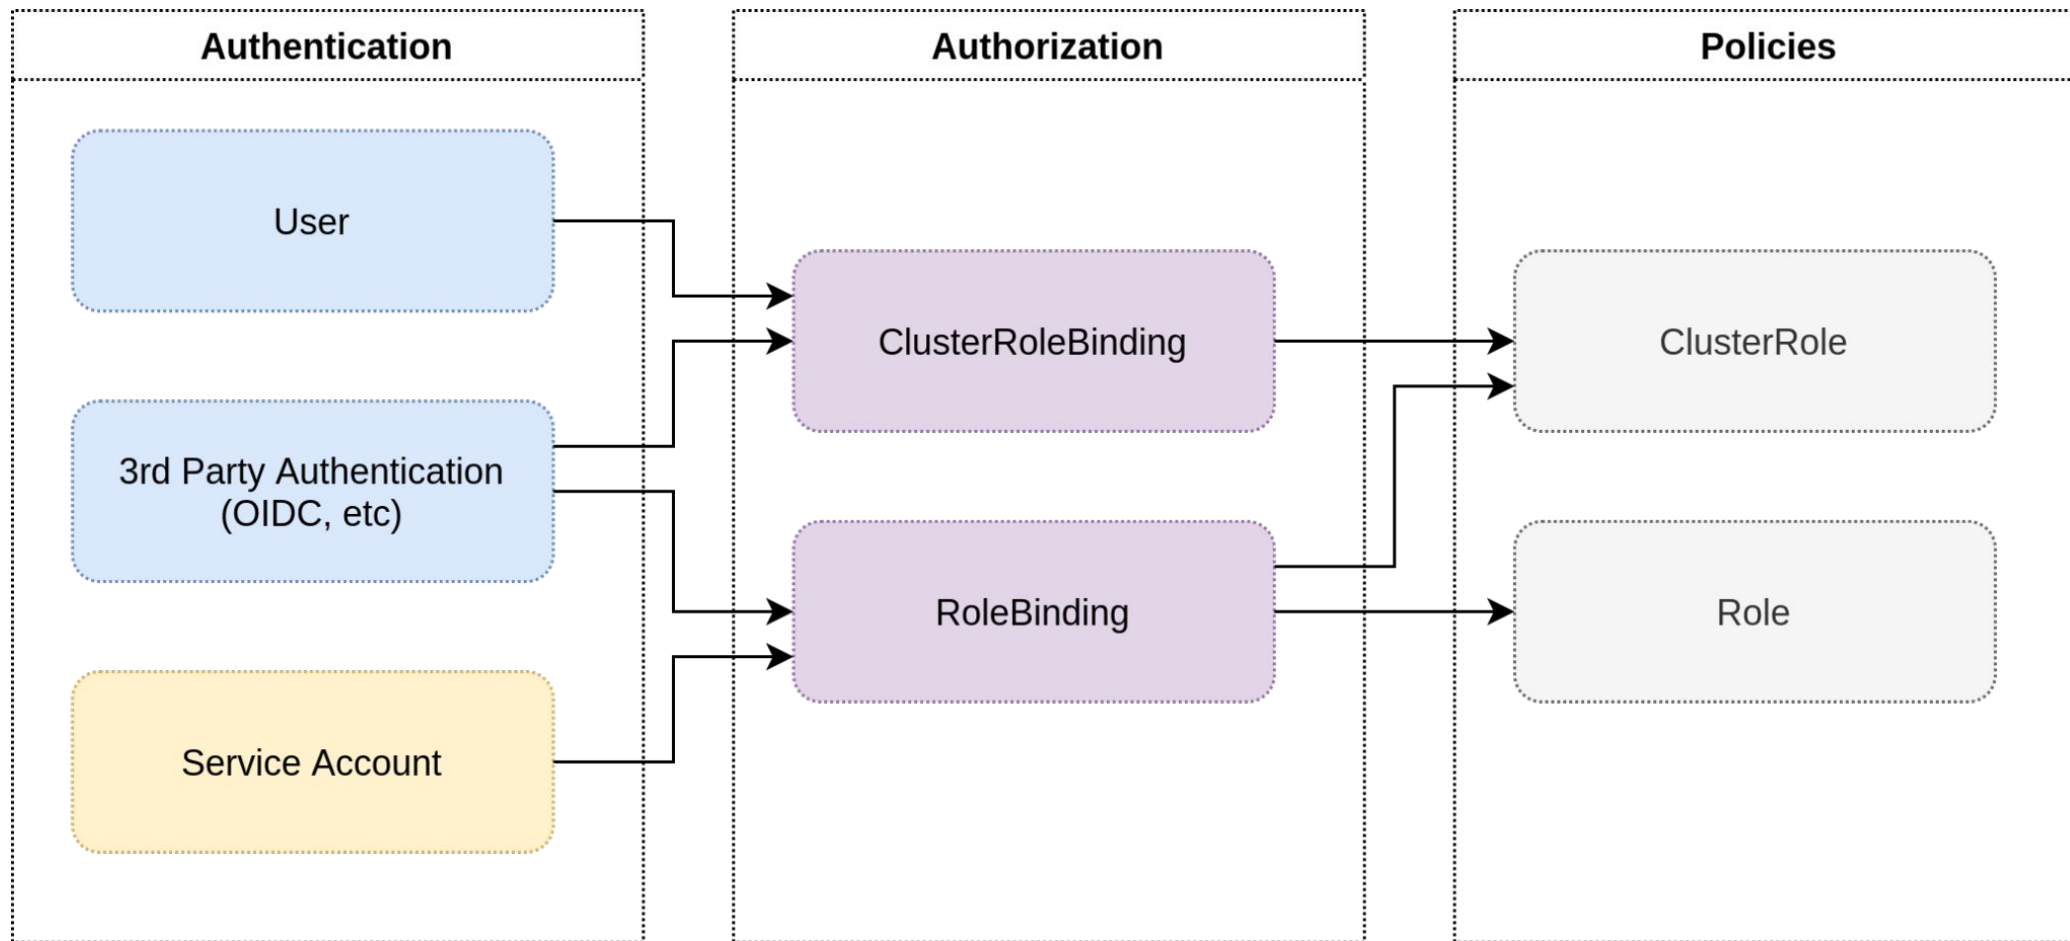 Authentication
User
3rd Party Authentication
(OIDC, etc)
Service Account
Authorization
ClusterRoleBinding
RoleBinding
Policies
ClusterRole
Role